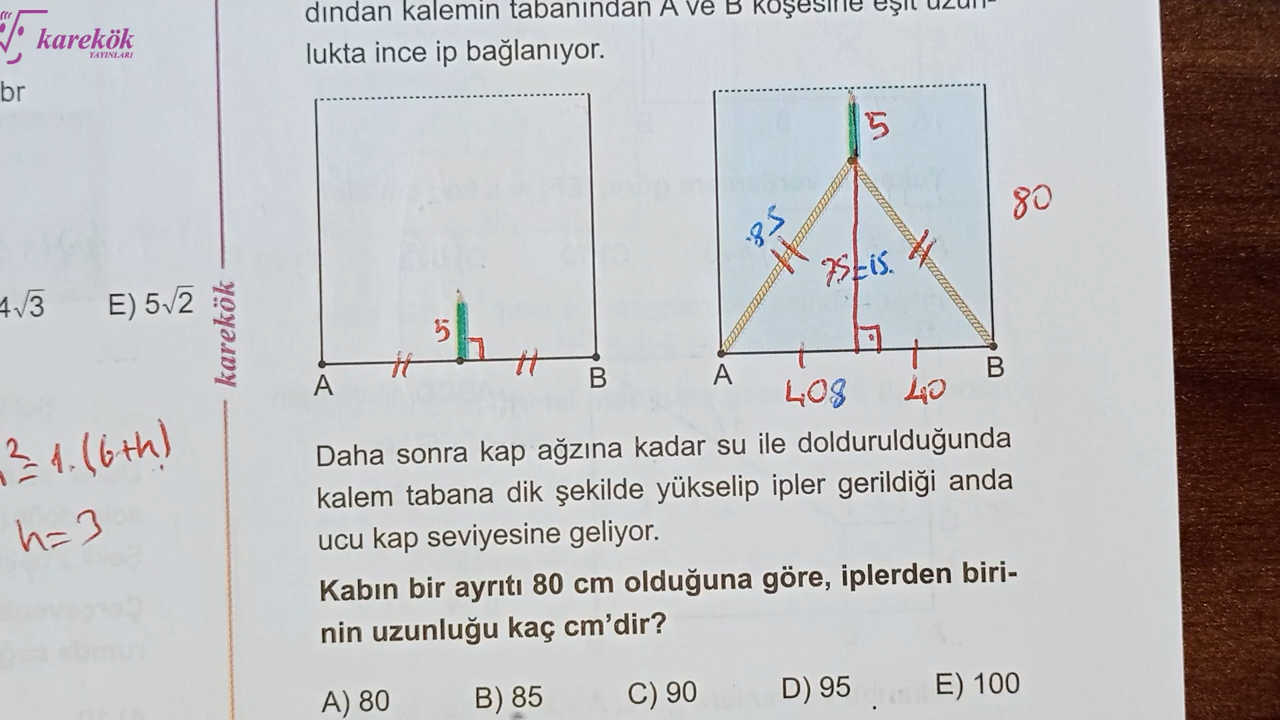 karekök
YAYINLARI
dından kalemin tabanından A ve B köşesine eşit uzun-
lukta ince ip bağlanıyor.
br
5
A
B
5
80
85
75=15.
A
B
408
40
4√3
E) 5√2
karekök
²=1.(6+h)
h=3
Daha sonra kap ağzına kadar su ile doldurulduğunda
kalem tabana dik şekilde yükselip ipler gerildiği anda
ucu kap seviyesine geliyor.
Kabın bir ayrıtı 80 cm olduğuna göre, iplerden biri-
nin uzunluğu kaç cm'dir?
A) 80
B) 85
C) 90
D) 95
E) 100